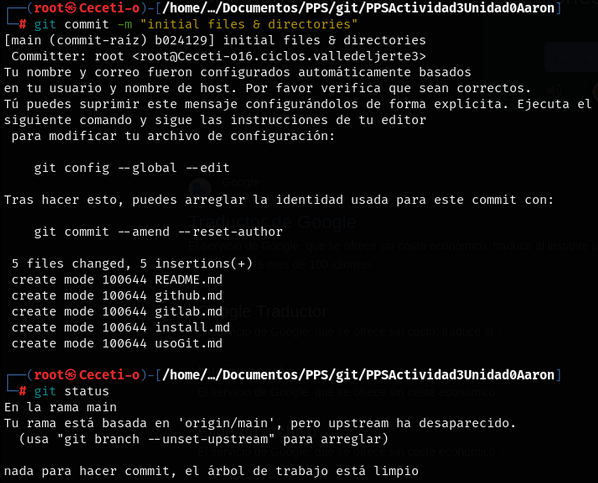 ┌──(root㉿Ceceti-o)-[/home/…/Documentos/PPS/git/PPSActividad3Unidad0Aaron]
└─# git commit -m "initial files & directories"
[main (commit-raíz) b024129] initial files & directories
 Committer: root <root@Ceceti-o16.ciclos.valledeljerte3>
Tu nombre y correo fueron configurados automáticamente basados
en tu usuario y nombre de host. Por favor verifica que sean correctos.
Tú puedes suprimir este mensaje configurándolos de forma explícita. Ejecuta el
siguiente comando y sigue las instrucciones de tu editor
 para modificar tu archivo de configuración:
    git config --global --edit
Tras hacer esto, puedes arreglar la identidad usada para este commit con:
    git commit --amend --reset-author
 5 files changed, 5 insertions(+)
 create mode 100644 README.md
 create mode 100644 github.md
 create mode 100644 gitlab.md
 create mode 100644 install.md
 create mode 100644 usoGit.md
┌──(root㉿Ceceti-o)-[/home/…/Documentos/PPS/git/PPSActividad3Unidad0Aaron]
└─# git status
En la rama main
Tu rama está basada en 'origin/main', pero upstream ha desaparecido.
  (usa "git branch --unset-upstream" para arreglar)
nada para hacer commit, el árbol de trabajo está limpio